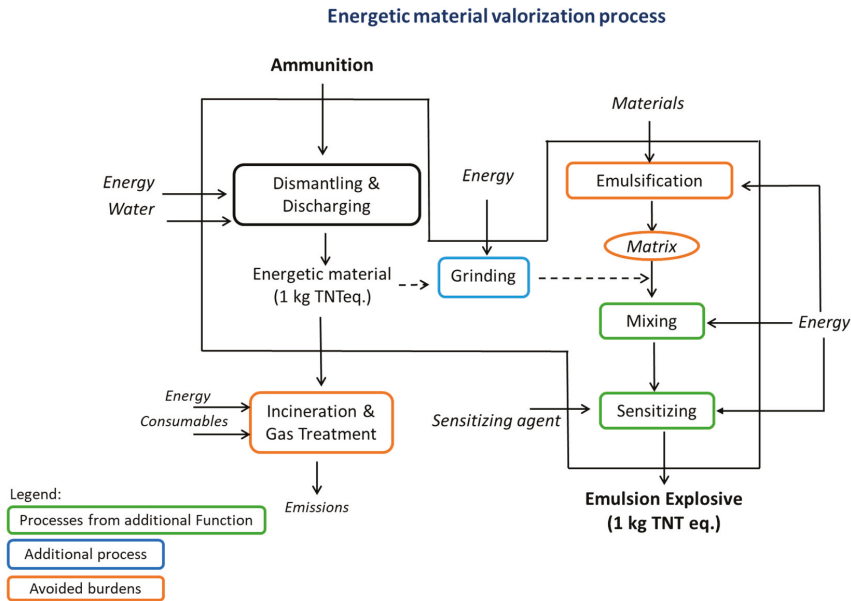 Energetic material valorization process
Ammunition
Materials
Energy
Water
Dismantling &
Discharging
Energy
Emulsification
Matrix
Energetic material
(1 kg TNTeq.)
Grinding
Mixing
Energy
Energy
Consumables
Incineration &
Gas Treatment
Sensitizing agent
Sensitizing
Emissions
Emulsion Explosive
(1 kg TNT eq.)
Legend:
Processes from additional Function
Additional process
Avoided burdens